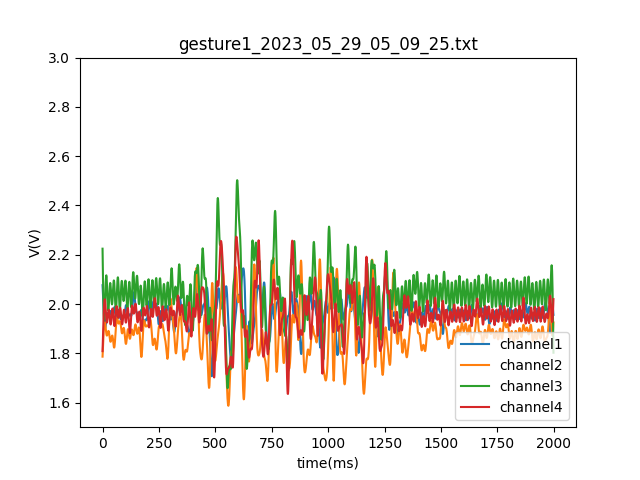 gesture1_2023_05_29_05_09_25.txt
V(V)
3.0
2.8
2.6
2.4
2.2
2.0
1.8
1.6
channel1
channel2
channel3
channel4
0 250 500 750 1000 1250 1500 1750 2000
time(ms)